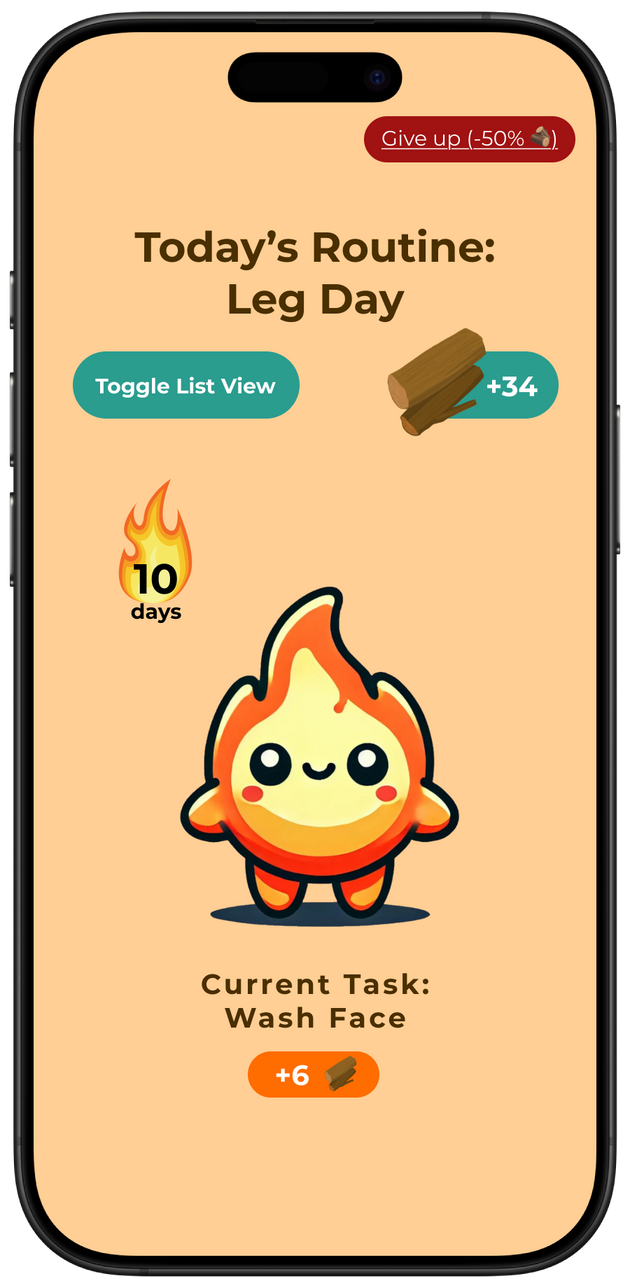 Give up (-50% )
Today’s Routine:
Leg Day
Toggle List View
+34
10
days
Current Task:
Wash Face
+6